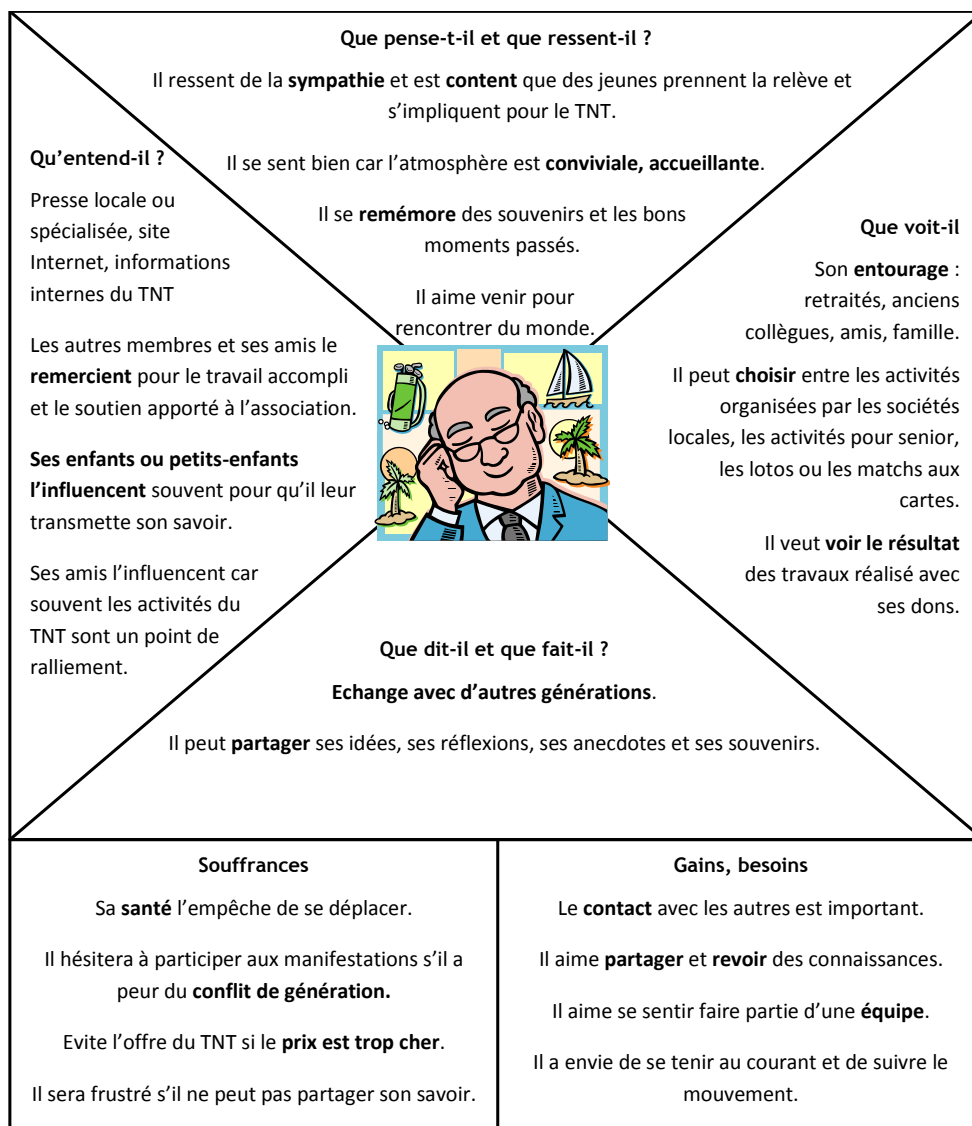 Que pense-t-il et que ressent-il ?
Il ressent de la sympathie et est content que des jeunes prennent la relève et
s’impliquent pour le TNT.
Il se sent bien car l’atmosphère est conviviale, accueillante.
Il se remémore des souvenirs et les bons
moments passés.
Il aime venir pour
rencontrer du monde.
Qu’entend-il ?
Presse locale ou
spécialisée, site
Internet, informations
internes du TNT
Les autres membres et ses amis le
remercient pour le travail accompli
et le soutien apporté à l’association.
Ses enfants ou petits-enfants
l’influencent souvent pour qu’il leur
transmette son savoir.
Ses amis l’influencent car
souvent les activités du
TNT sont un point de
ralliement.
Que voit-il
Son entourage :
retraités, anciens
collègues, amis, famille.
Il peut choisir entre les activités
organisées par les sociétés
locales, les activités pour senior,
les lotos ou les matchs aux
cartes.
Il veut voir le résultat
des travaux réalisé avec
ses dons.
Que dit-il et que fait-il ?
Echange avec d’autres générations.
Il peut partager ses idées, ses réflexions, ses anecdotes et ses souvenirs.
Souffrances
Sa santé l’empêche de se déplacer.
Il hésitera à participer aux manifestations s’il a
peur du conflit de génération.
Evite l’offre du TNT si le prix est trop cher.
Il sera frustré s’il ne peut pas partager son savoir.
Gains, besoins
Le contact avec les autres est important.
Il aime partager et revoir des connaissances.
Il aime se sentir faire partie d’une équipe.
Il a envie de se tenir au courant et de suivre le
mouvement.